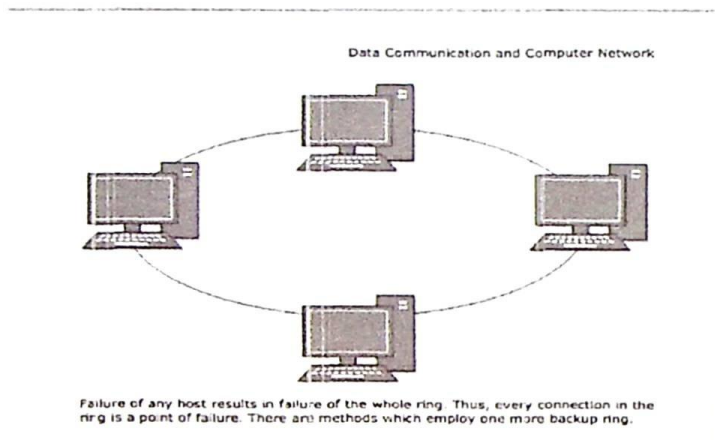 Data Communication and Computer Network
Failure of any host results in failure of the whole ring. Thus, every connection in the
ring is a point of failure. There are methods which employ one more backup ring.